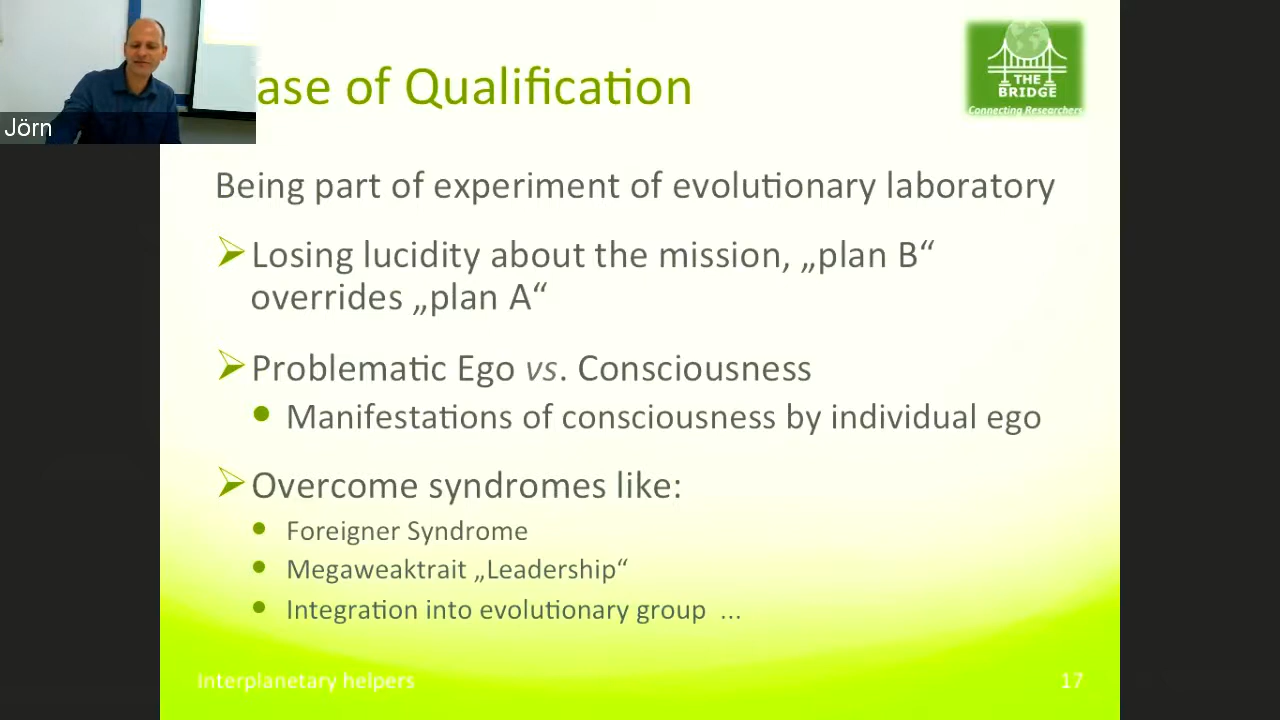 Jörn
ase of Qualification
THE
BRIDGE
Connecting Researchers
Being part of experiment of evolutionary laboratory
Losing lucidity about the mission, „plan B“
overrides „plan A“
Problematic Ego vs. Consciousness
Manifestations of consciousness by individual ego
Overcome syndromes like:
Foreigner Syndrome
Megaweaktrait „Leadership“
Integration into evolutionary group ...
Interplanetary helpers
17